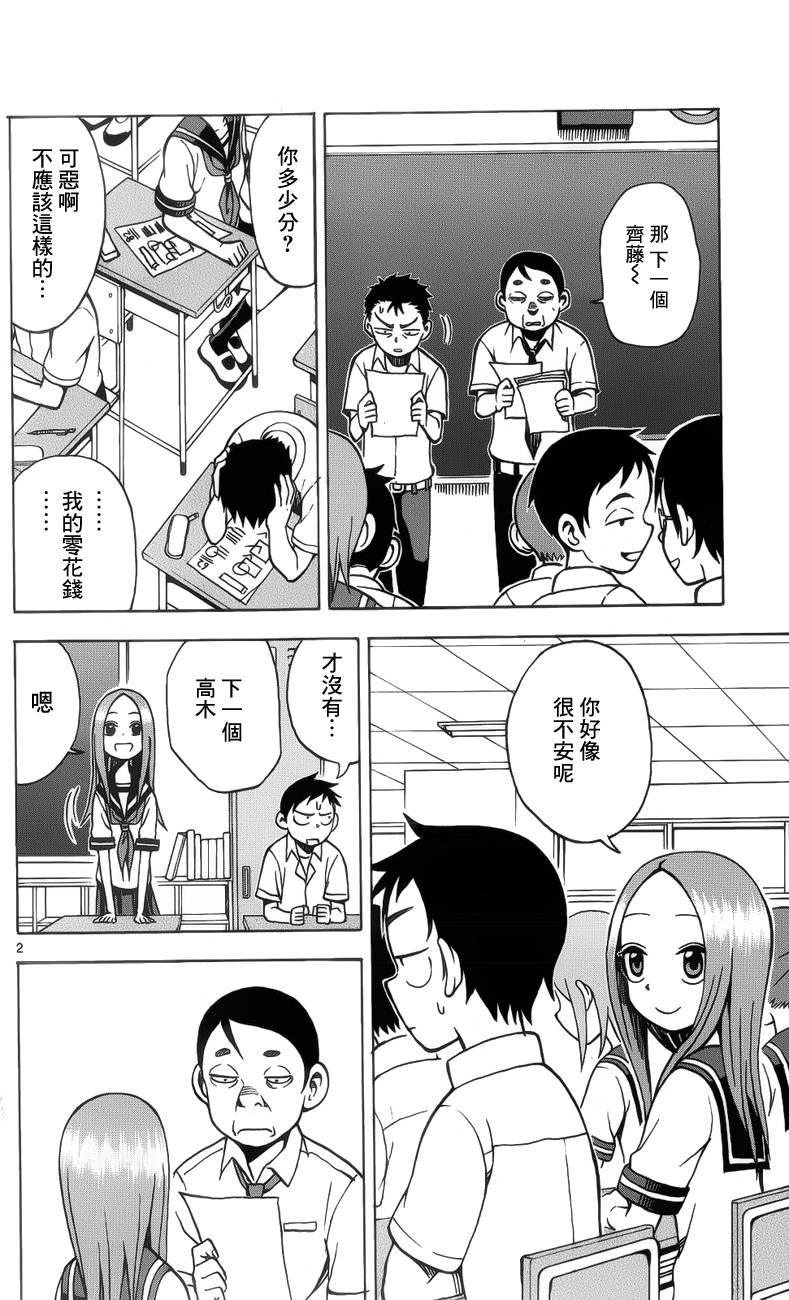 那下一個
齊藤~
你多少分?
可惡啊
不應該這樣的…
……
我的零花錢
……
你好像
很不安呢
才沒有…
下一個
高木
嗯
2